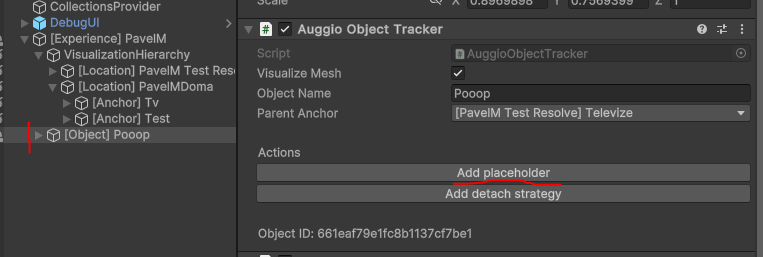 CollectionsProvider
DebugUI
[Experience] PavelM
VisualizationHierarchy
[Location] PavelM Test Res
[Location] PavelMDoma
[Anchor] Tv
[Anchor] Test
[Object] Pooop
Scale X 0.8969898 Y 0.7569399 Z 1
Auggio Object Tracker
Script AuggioObjectTracker
Visualize Mesh
Object Name Pooop
Parent Anchor [PavelM Test Resolve] Televize
Actions
Add placeholder
Add detach strategy
Object ID: 661eaf79e1fc8b1137cf7be1